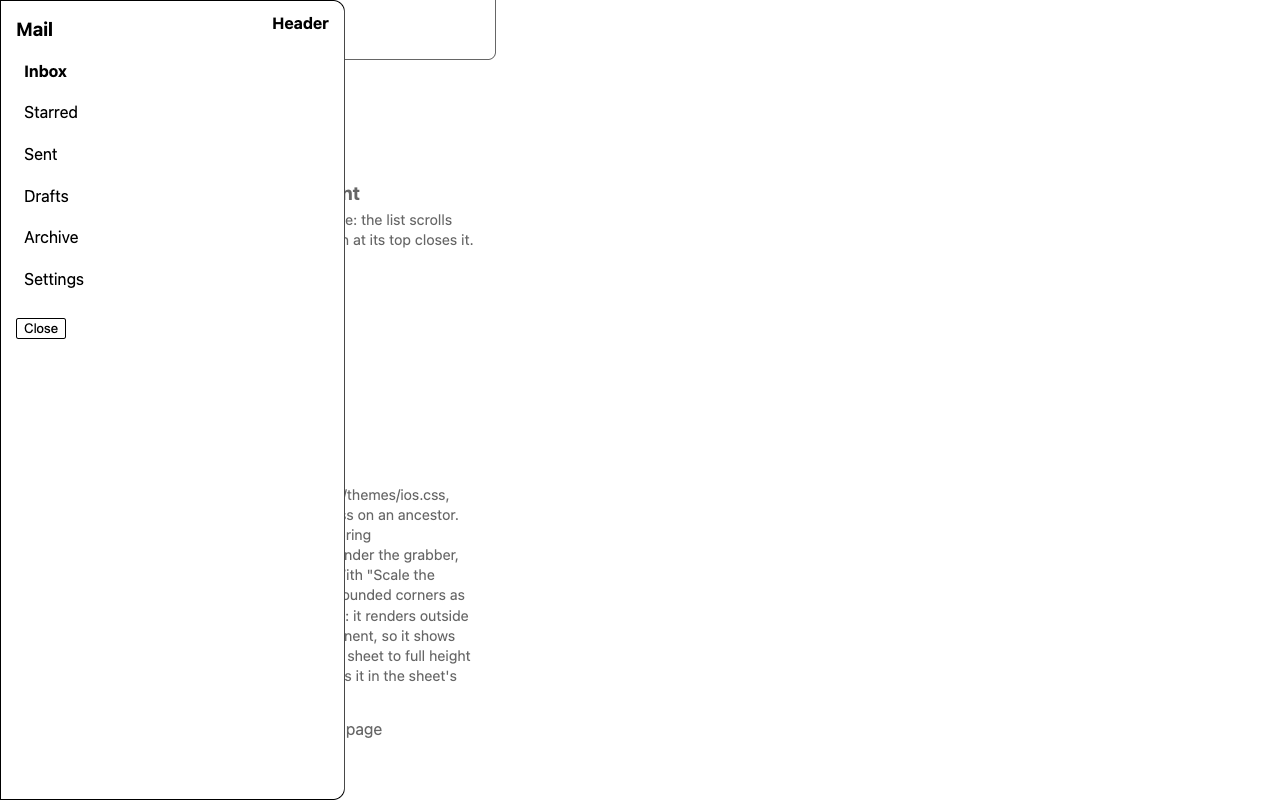 Mail
Header
Inbox
Starred
Sent
Drafts
Archive
Settings
Close
nt
e: the list scrolls
at its top closes it.
/themes/ios.css,
ss on an ancestor.
ring
nder the grabber,
ith "Scale the
ounded corners as
: it renders outside
nent, so it shows
sheet to full height
s it in the sheet's
page